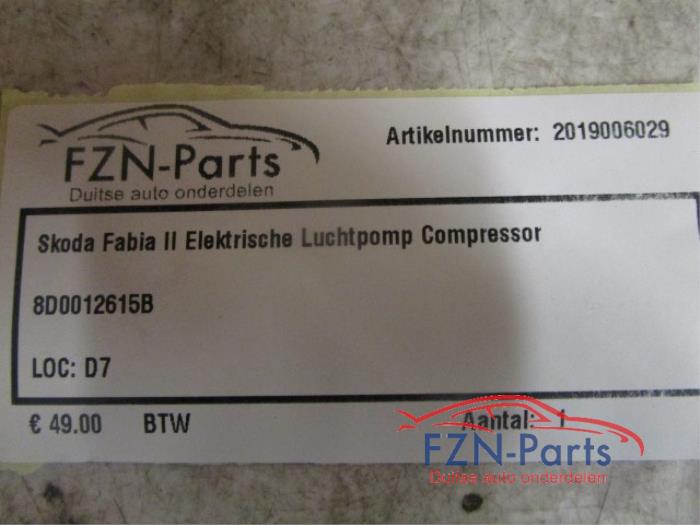 FZN-Parts
Duitse auto onderdelen
Artikelnummer: 2019006029
Skoda Fabia II Elektrische Luchtpomp Compressor
8D0012615B
LOC: D7
€ 49.00 BTW Aantal: 1
FZN-Parts
Duitse auto onderdelen